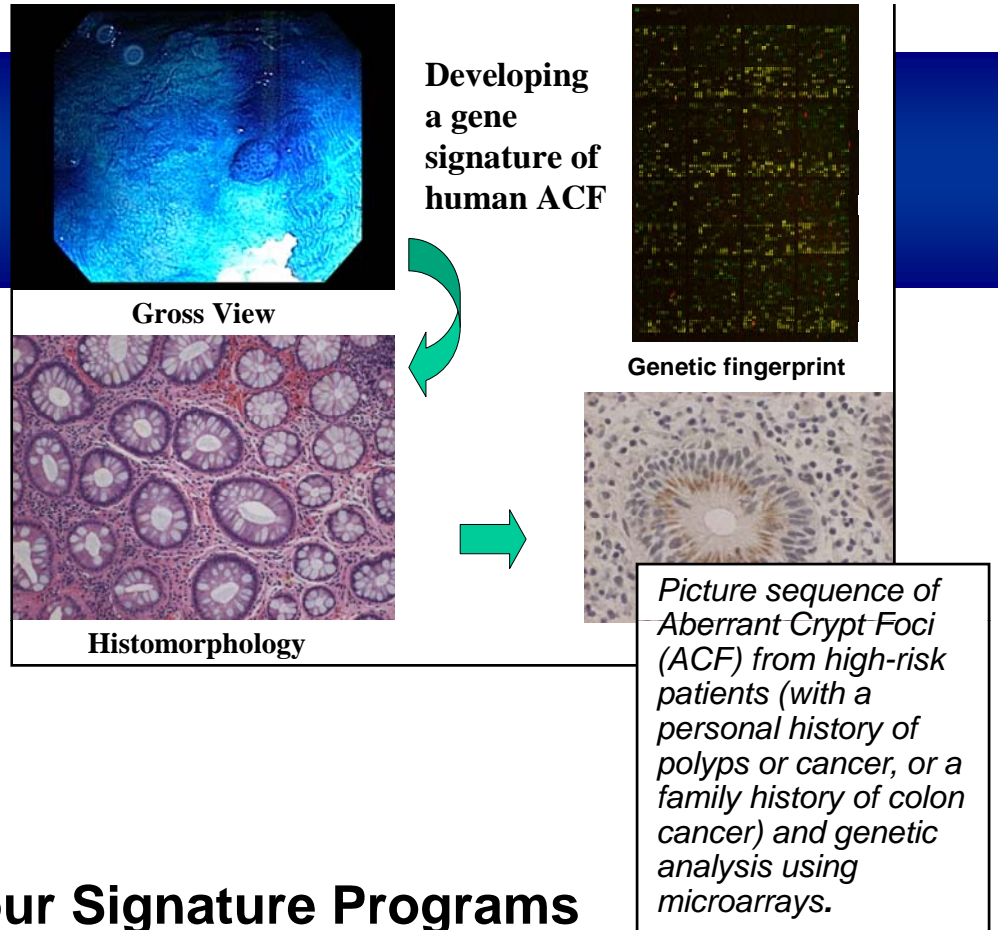 Developing
a gene
signature of
human ACF
Gross View
Genetic fingerprint
Histomorphology
Picture sequence of
Aberrant Crypt Foci
(ACF) from high-risk
patients (with a
personal history of
polyps or cancer, or a
family history of colon
cancer) and genetic
analysis using
microarrays.
Signature Programs